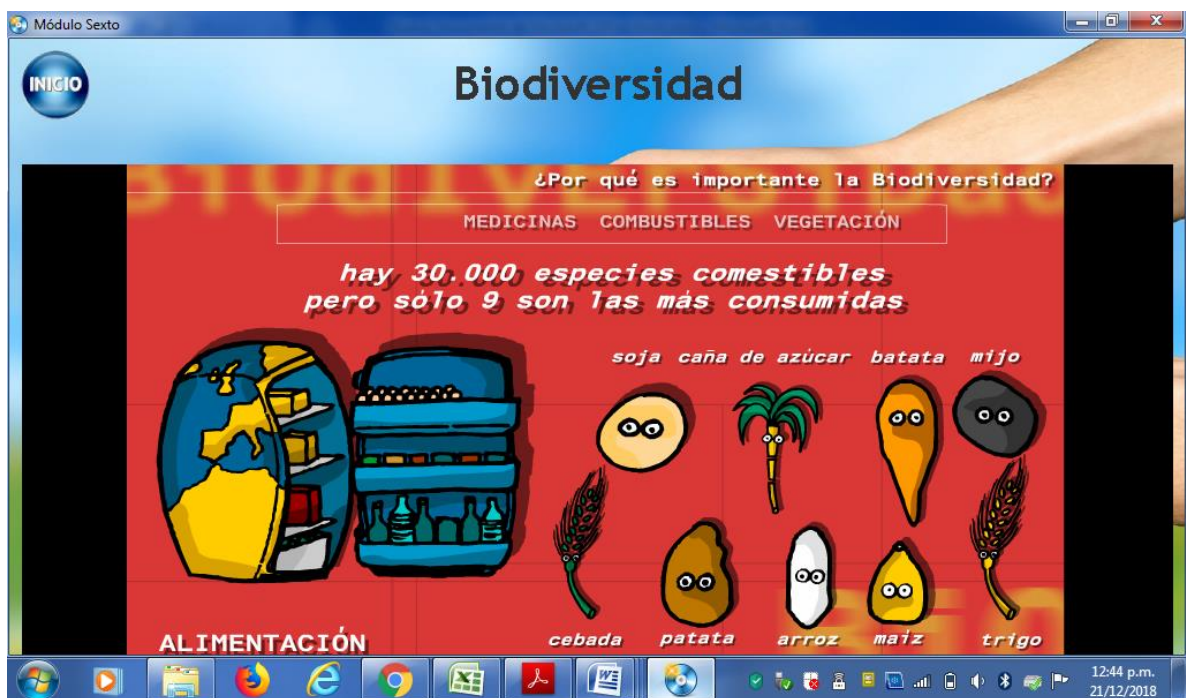 Módulo Sexto
INICIO
Biodiversidad
Biodiversidad
¿Por qué es importante la Biodiversidad?
MEDICINAS COMBUSTIBLES VEGETACIÓN
hay 30.000 especies comestibles
pero sólo 9 son las más consumidas
soja caña de azúcar batata mijo
cebada patata arroz maiz trigo
ALIMENTACIÓN
12:44 p.m.
21/12/2018